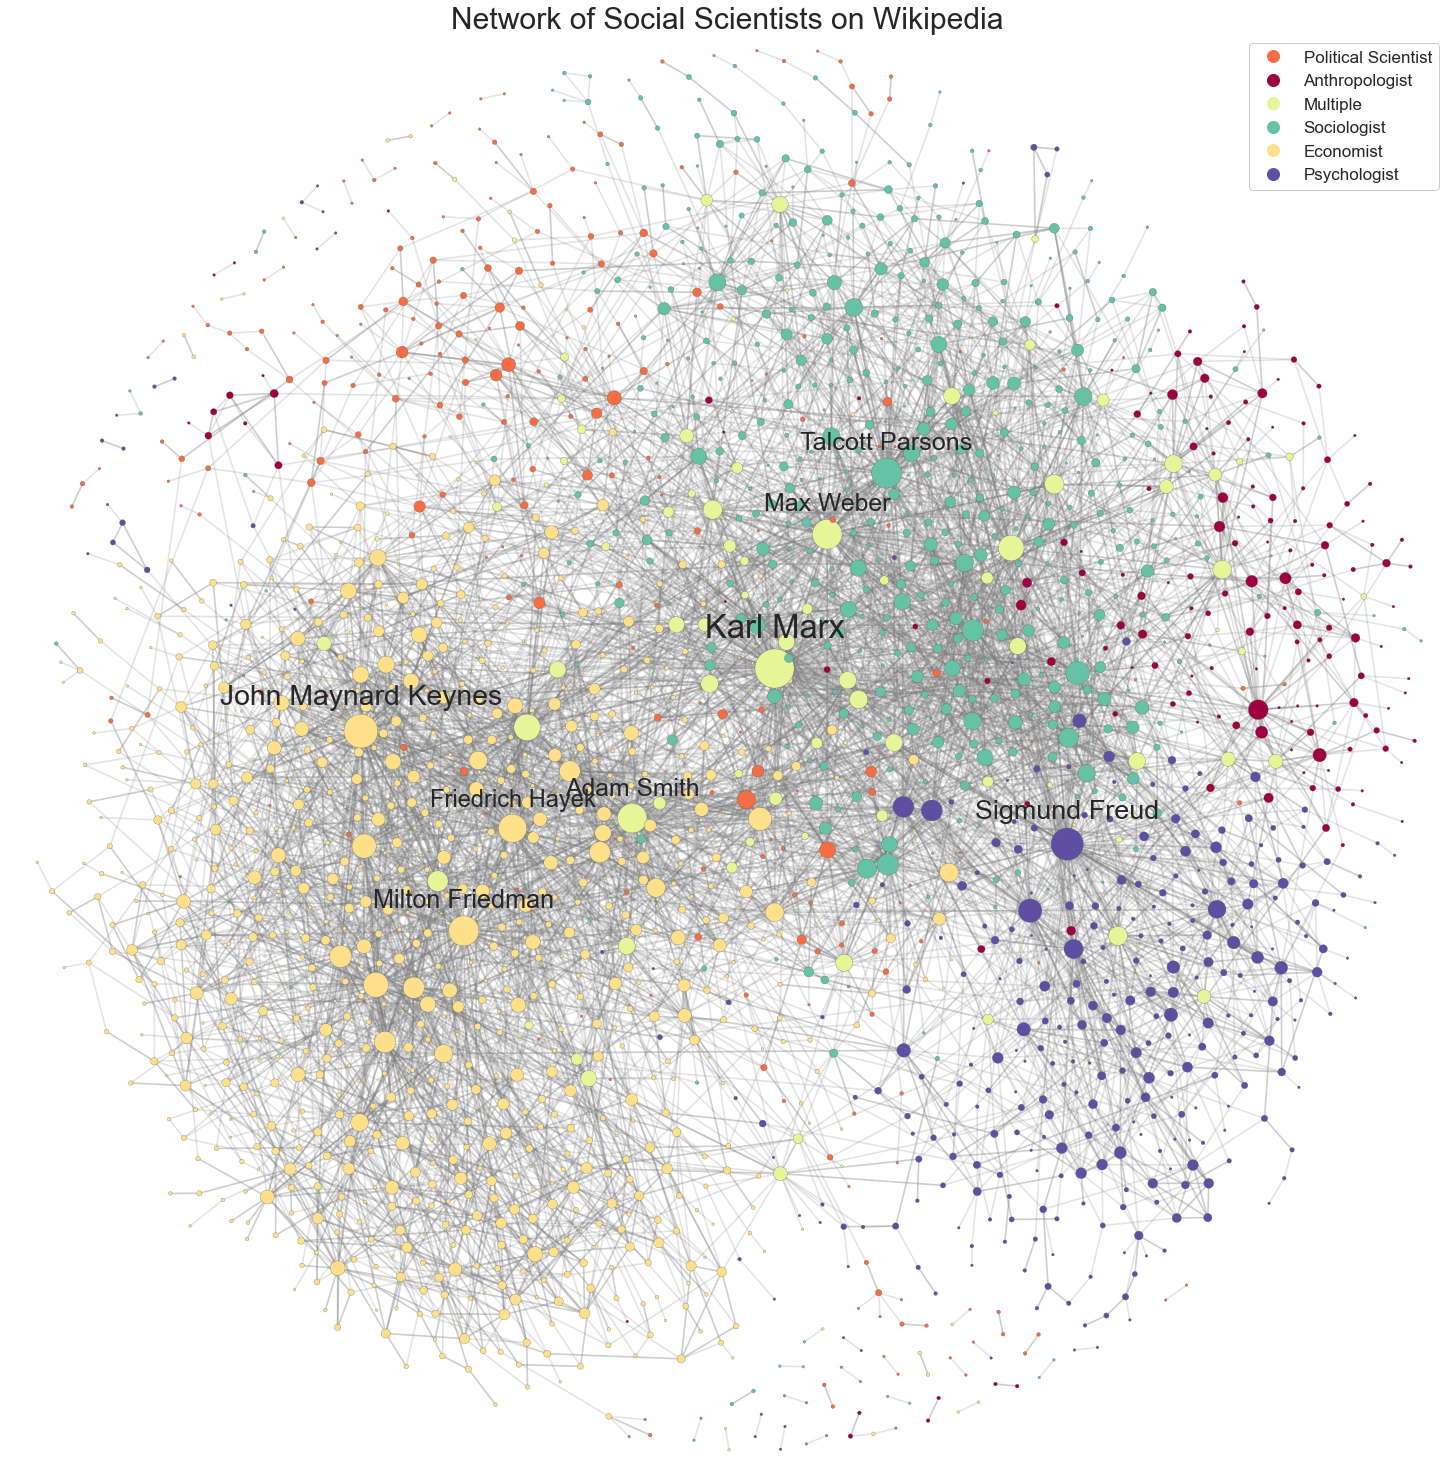 Network of Social Scientists on Wikipedia
Political Scientist
Anthropologist
Multiple
Sociologist
Economist
Psychologist
Talcott Parsons
Max Weber
Karl Marx
John Maynard Keynes
Adam Smith
Friedrich Hayek
Sigmund Freud
Milton Friedman